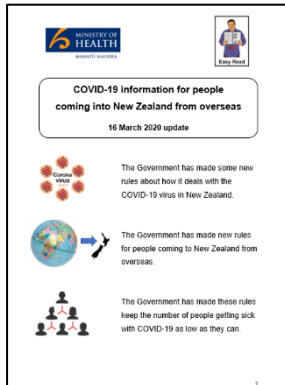 MINISTRY OF
HEALTH
MANATŪ HAUORA
Easy Read
COVID-19 information for people
coming into New Zealand from overseas
16 March 2020 update
Corona
virus
The Government has made some new
rules about how it deals with the
COVID-19 virus in New Zealand.
The Government has made new rules
for people coming to New Zealand from
overseas.
The Government has made these rules
keep the number of people getting sick
with COVID-19 as low as they can.
1